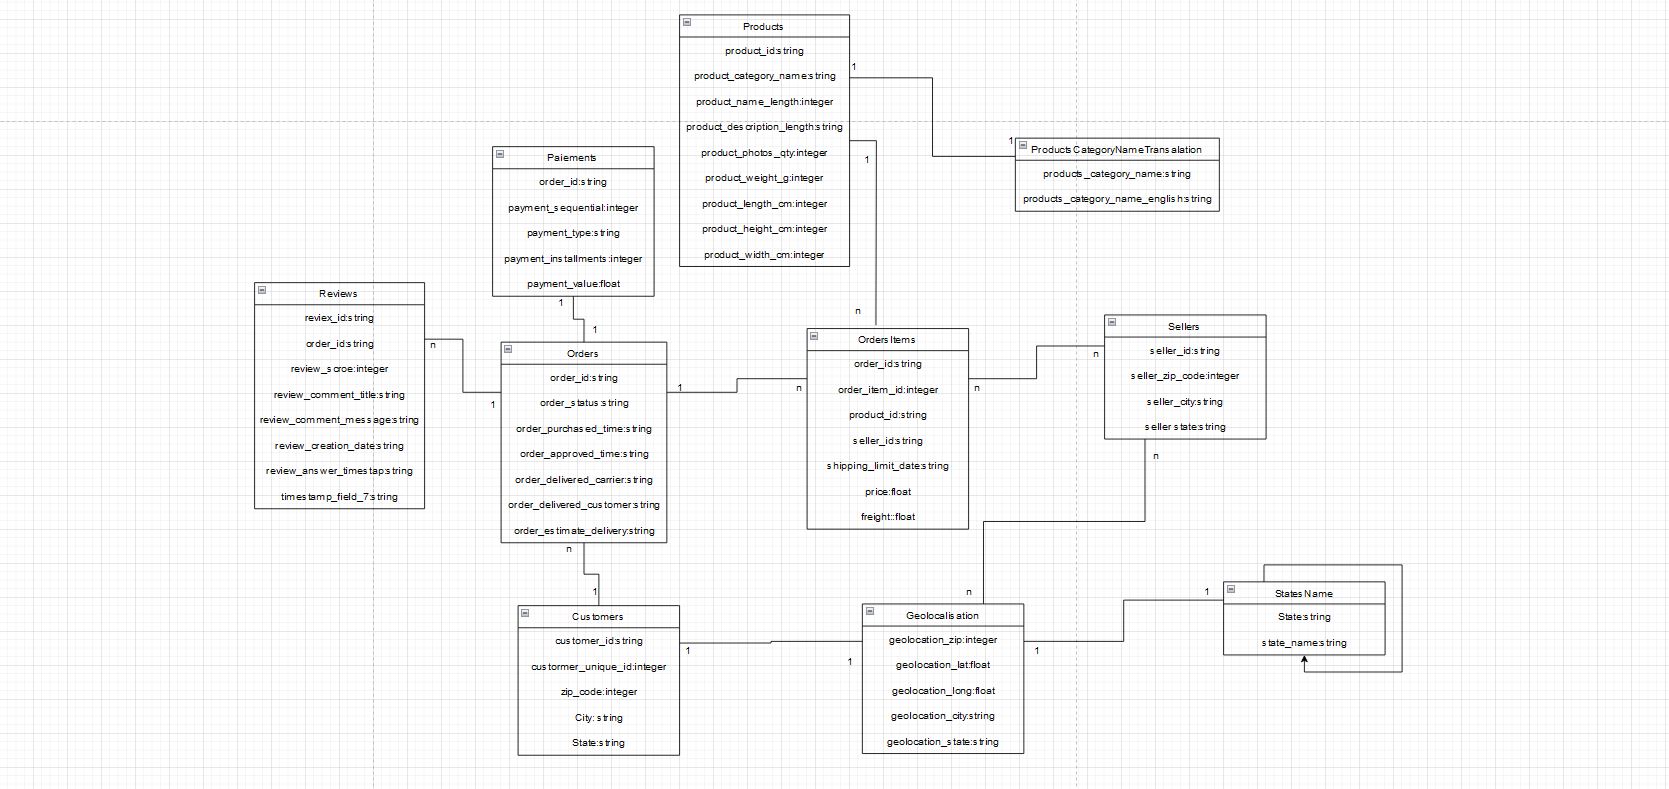 Products
product_id:string
product_category_name:string
product_name_length:integer
product_description_length:string
product_photos_qty:integer
product_weight_g:integer
product_length_cm:integer
product_height_cm:integer
product_width_cm:integer
1
1
1
ProductsCategoryNameTransalation
products_category_name:string
products_category_name_english:string
Paiements
order_id:string
payment_sequential:integer
payment_type:string
payment_installments:integer
payment_value:float
1
1
Reviews
reviex_id:string
order_id:string
review_scroe:integer
review_comment_title:string
review_comment_message:string
review_creation_date:string
review_answer_timestap:string
timestamp_field_7:string
n
1
Orders
order_id:string
order_status:string
order_purchased_time:string
order_approved_time:string
order_delivered_carrier:string
order_delivered_customer:string
order_estimate_delivery:string
1
n
n
OrdersItems
order_id:string
order_item_id:integer
product_id:string
seller_id:string
shipping_limit_date:string
price:float
freight::float
n
n
Sellers
seller_id:string
seller_zip_code:integer
seller_city:string
seller state:string
n
n
n
1
Customers
customer_id:string
custormer_unique_id:integer
zip_code:integer
City: string
State:string
1
1
Geolocalisation
geolocation_zip:integer
geolocation_lat:float
geolocation_long:float
geolocation_city:string
geolocation_state:string
1
1
StatesName
State:string
state_name:string